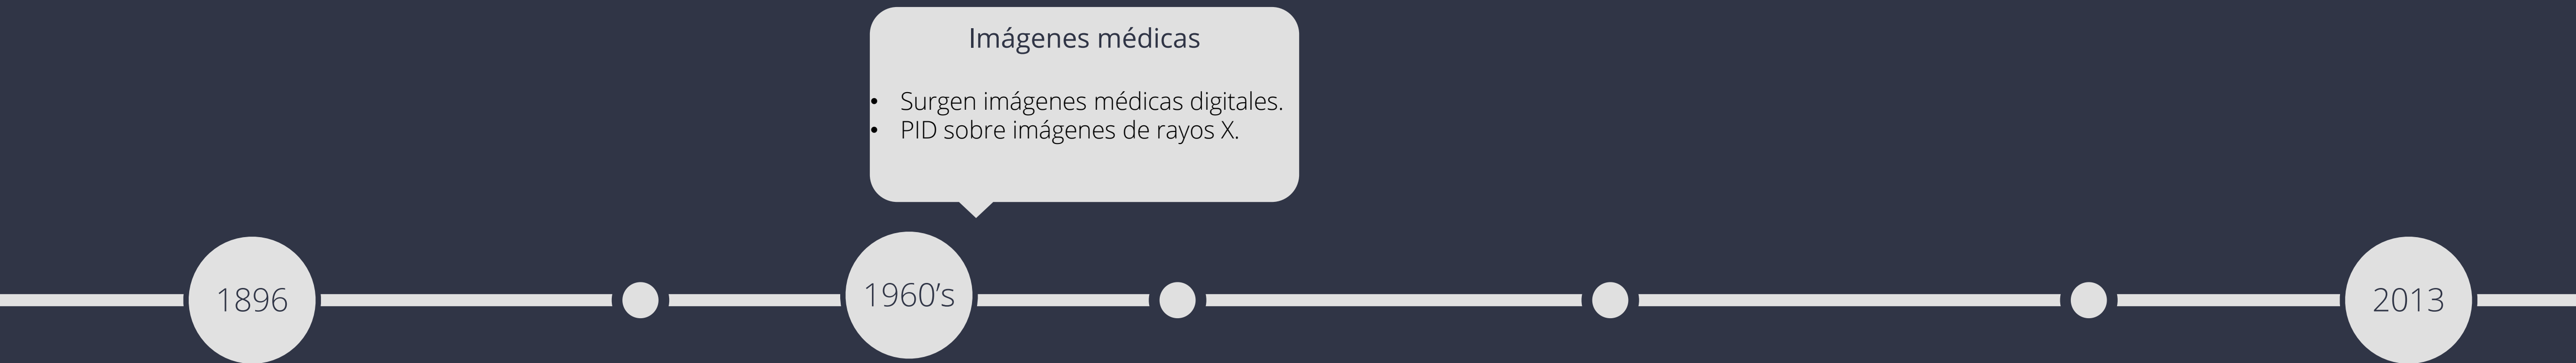 Imágenes médicas
• Surgen imágenes médicas digitales.
• PID sobre imágenes de rayos X.
1896
1960’s
2013